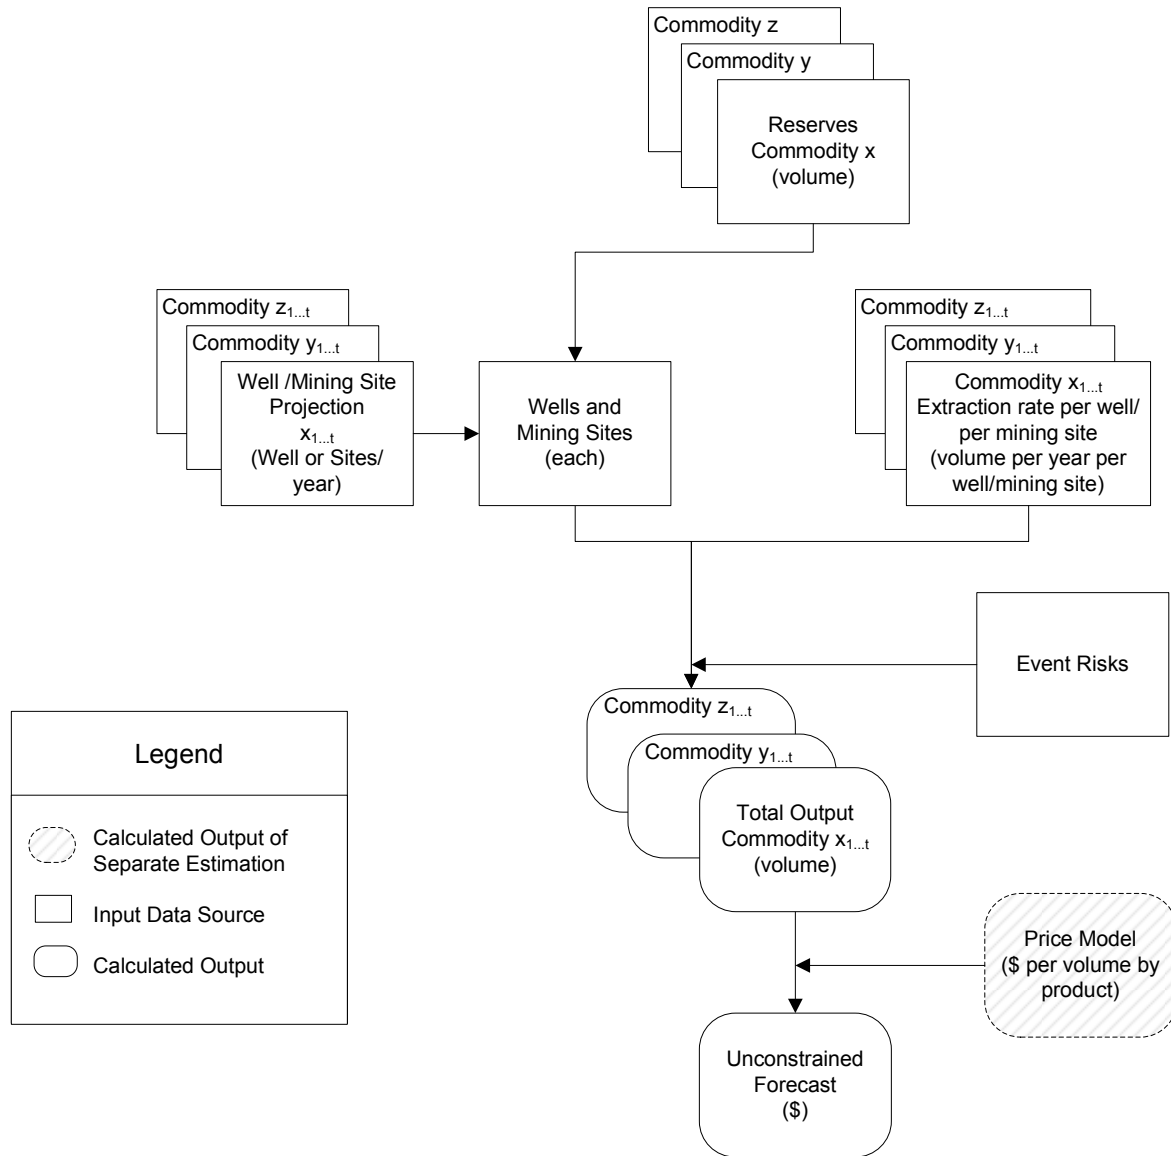 Commodity z
Commodity y
Reserves
Commodity x
(volume)
Commodity z1...t
Commodity y1...t
Well /Mining Site
Projection
x1...t
(Well or Sites/
year)
Wells and
Mining Sites
(each)
Commodity z1...t
Commodity y1...t
Commodity x1...t
Extraction rate per well/
per mining site
(volume per year per
well/mining site)
Event Risks
Commodity z1...t
Commodity y1...t
Total Output
Commodity x1...t
(volume)
Legend
Calculated Output of
Separate Estimation
Input Data Source
Calculated Output
Price Model
($ per volume by
product)
Unconstrained
Forecast
($)